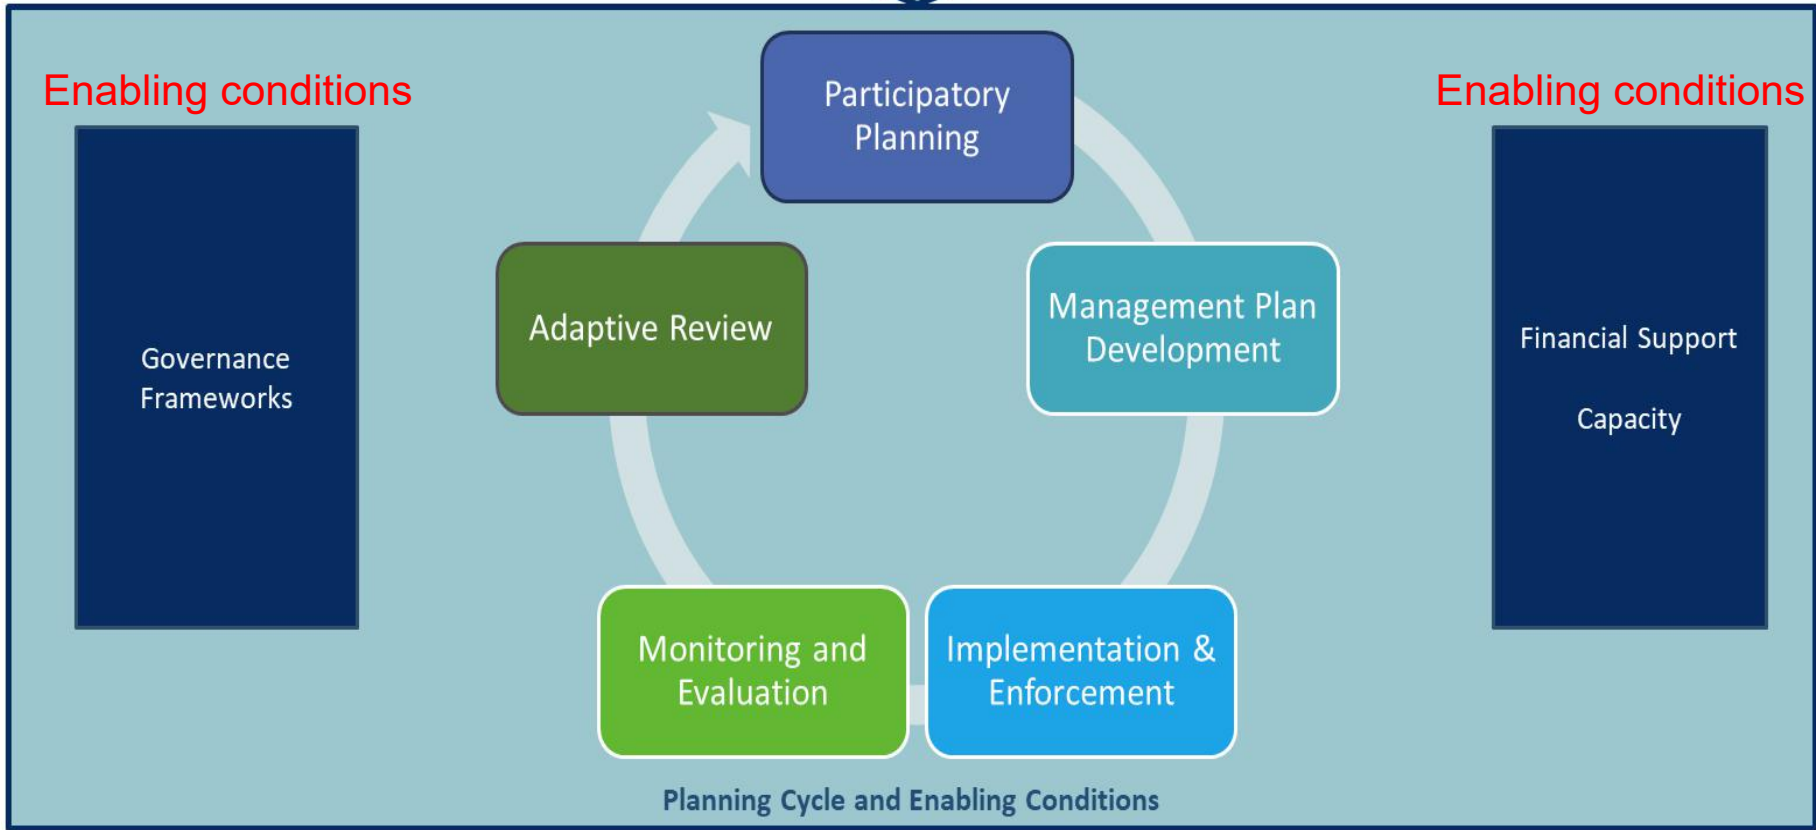 Enabling conditions
Enabling conditions
Participatory
Planning
Governance
Frameworks
Adaptive Review
Management Plan
Development
Financial Support
Capacity
Monitoring and
Evaluation
Implementation &
Enforcement
Planning Cycle and Enabling Conditions